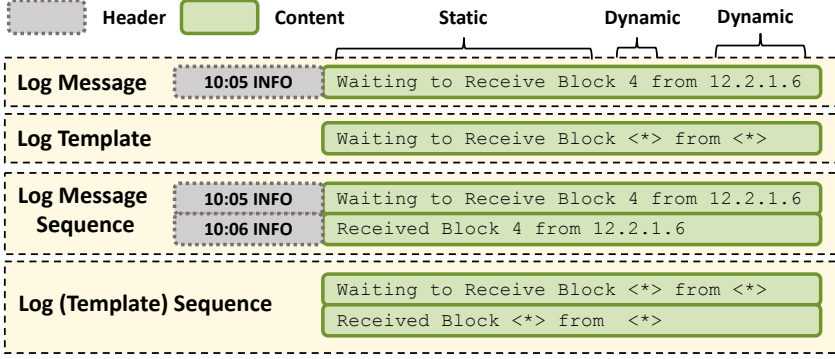 Header Content Static Dynamic Dynamic
Log Message 10:05 INFO Waiting to Receive Block 4 from 12.2.1.6
Log Template Waiting to Receive Block <*> from <*>
Log Message Sequence
10:05 INFO Waiting to Receive Block 4 from 12.2.1.6
10:06 INFO Received Block 4 from 12.2.1.6
Log (Template) Sequence
Waiting to Receive Block <*> from <*>
Received Block <*> from <*>